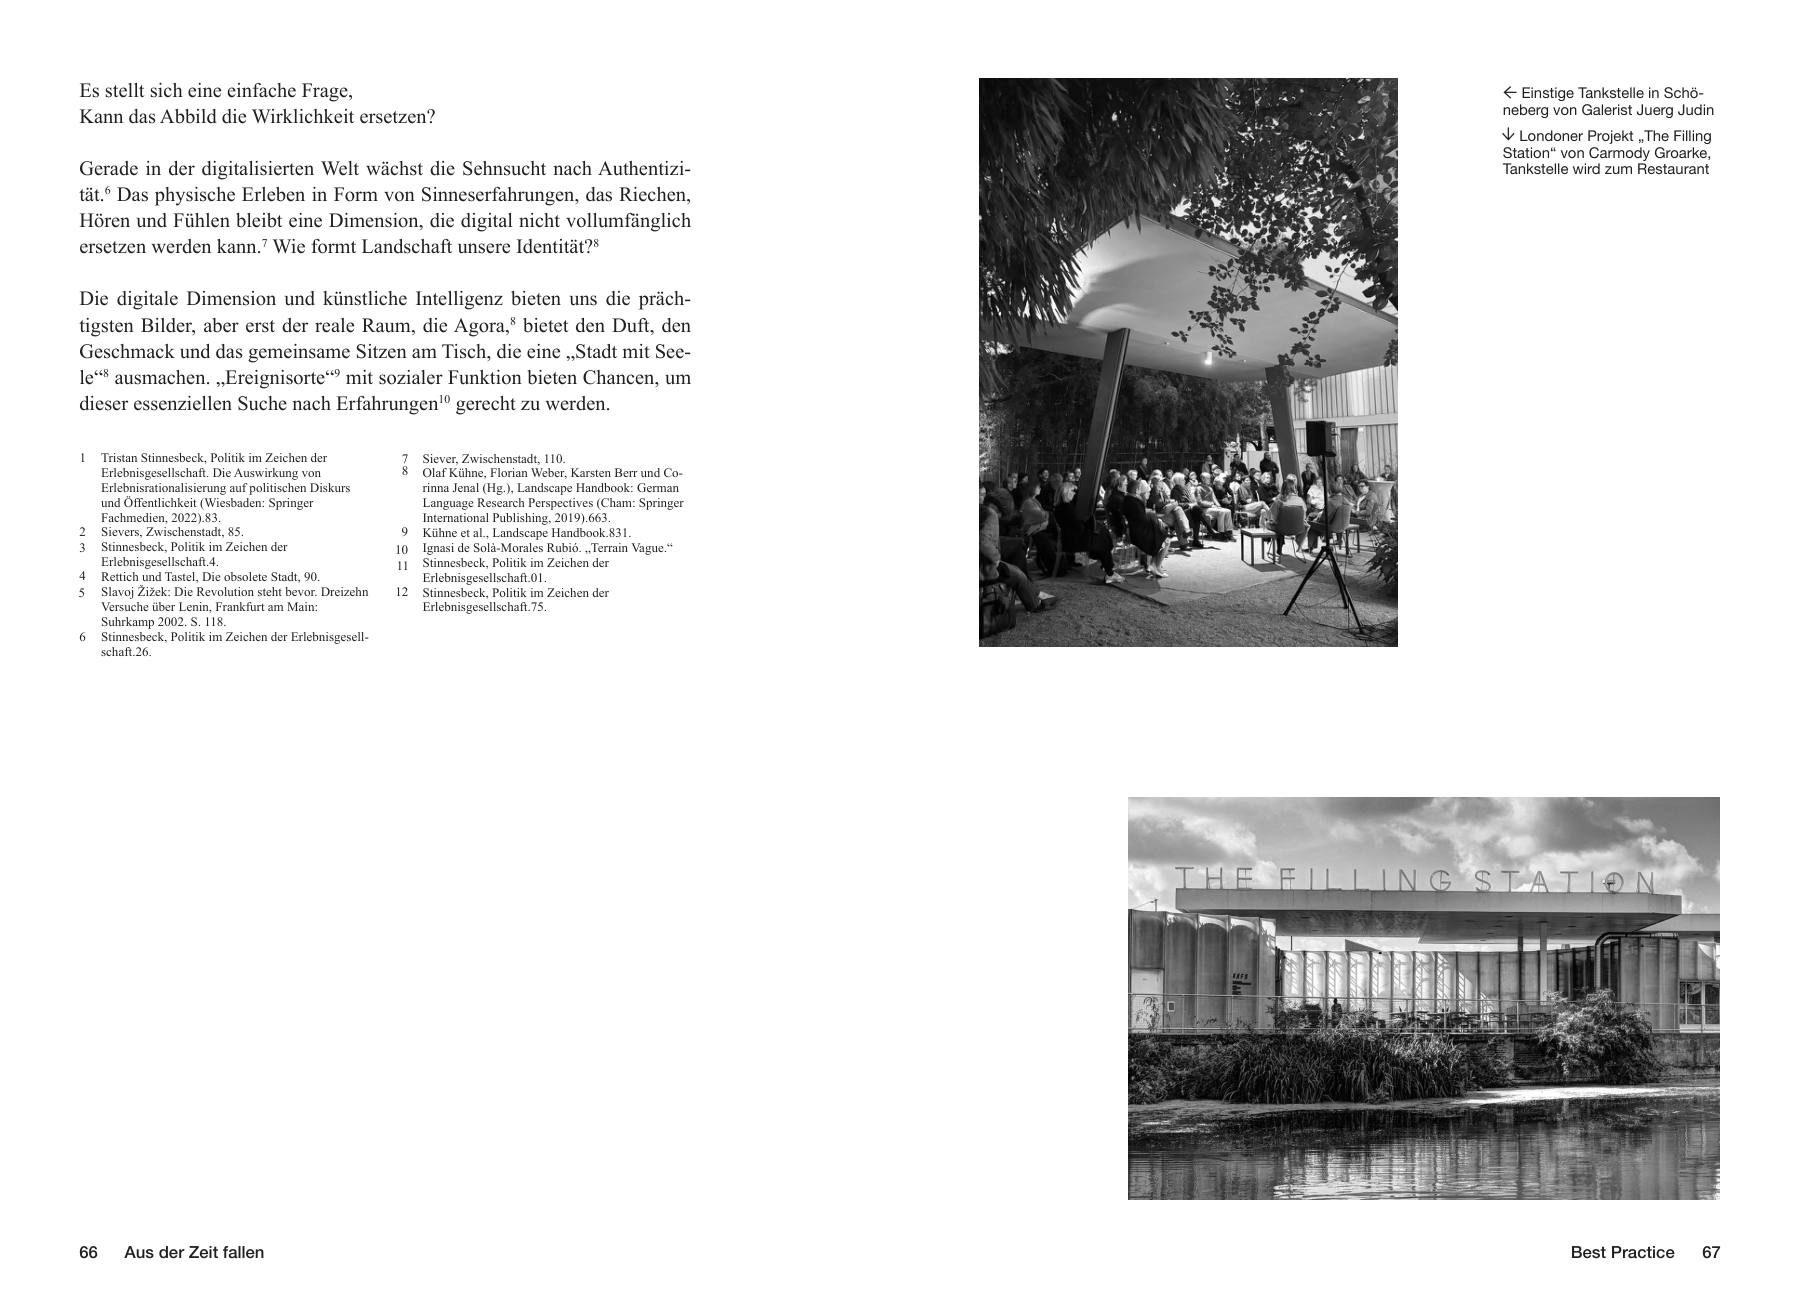 Es stellt sich eine einfache Frage,
Kann das Abbild die Wirklichkeit ersetzen?
Gerade in der digitalisierten Welt wächst die Sehnsucht nach Authentizi-
tät.6 Das physische Erleben in Form von Sinneserfahrungen, das Riechen,
Hören und Fühlen bleibt eine Dimension, die digital nicht vollumfänglich
ersetzen werden kann.7 Wie formt Landschaft unsere Identität?8
Die digitale Dimension und künstliche Intelligenz bieten uns die präch-
tigsten Bilder, aber erst der reale Raum, die Agora,8 bietet den Duft, den
Geschmack und das gemeinsame Sitzen am Tisch, die eine „Stadt mit See-
le“8 ausmachen. „Ereignisorte“9 mit sozialer Funktion bieten Chancen, um
dieser essenziellen Suche nach Erfahrungen10 gerecht zu werden.
1 Tristan Stinnesbeck, Politik im Zeichen der
Erlebnisgesellschaft. Die Auswirkung von
Erlebnisrationalisierung auf politischen Diskurs
und Öffentlichkeit (Wiesbaden: Springer
Fachmedien, 2022).83.
2 Sievers, Zwischenstadt, 85.
3 Stinnesbeck, Politik im Zeichen der
Erlebnisgesellschaft.4.
4 Rettich und Tastel, Die obsolete Stadt, 90.
5 Slavoj Žižek: Die Revolution steht bevor. Dreizehn
Versuche über Lenin, Frankfurt am Main:
Suhrkamp 2002. S. 118.
6 Stinnesbeck, Politik im Zeichen der Erlebnisgesell-
schaft.26.
7 Siever, Zwischenstadt, 110.
8 Olaf Kühne, Florian Weber, Karsten Berr und Co-
rinna Jenal (Hg.), Landscape Handbook: German
Language Research Perspectives (Cham: Springer
International Publishing, 2019).663.
9 Kühne et al., Landscape Handbook.831.
10 Ignasi de Solà-Morales Rubió. „Terrain Vague.“
11 Stinnesbeck, Politik im Zeichen der
Erlebnisgesellschaft.01.
12 Stinnesbeck, Politik im Zeichen der
Erlebnisgesellschaft.75.
66 Aus der Zeit fallen
← Einstige Tankstelle in Schö-
neberg von Galerist Juerg Judin
↓ Londoner Projekt „The Filling
Station“ von Carmody Groarke,
Tankstelle wird zum Restaurant
THE FILLING STATION
Best Practice 67